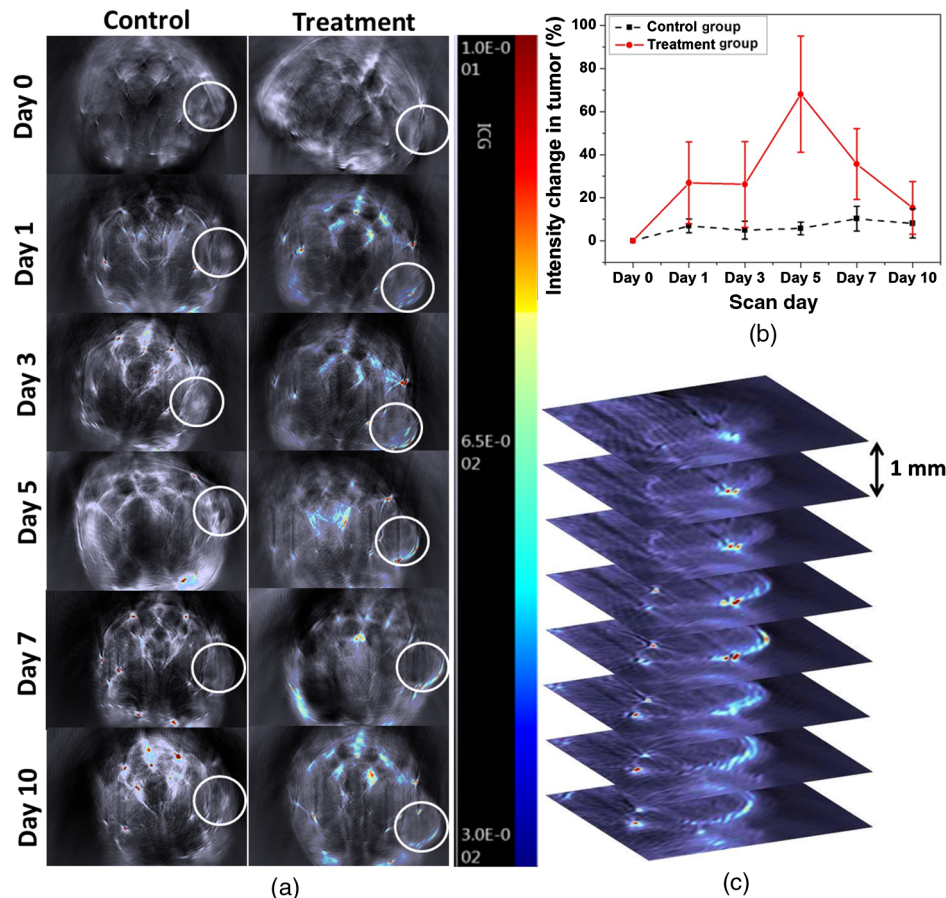 Control
Treatment
Day 0
Day 1
Day 3
Day 5
Day 7
Day 10
1.0E-0
01
ICG
6.5E-0
02
3.0E-0
02
(a)
Intensity change in tumor (%)
100
80
60
40
20
0
Control group
Treatment group
Day 0 Day 1 Day 3 Day 5 Day 7 Day 10
Scan day
(b)
1 mm
(c)